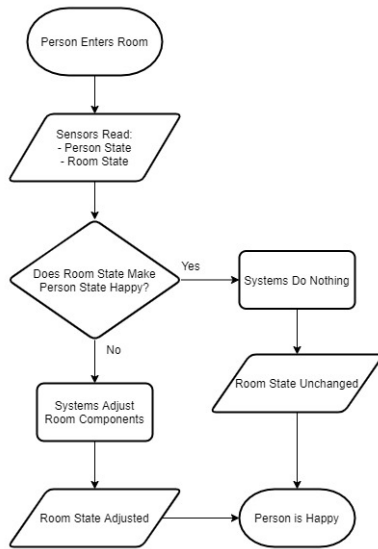 Person Enters Room
Sensors Read:
- Person State
- Room State
Does Room State Make
Person State Happy?
Yes
Systems Do Nothing
No
Room State Unchanged
Systems Adjust
Room Components
Room State Adjusted
Person is Happy